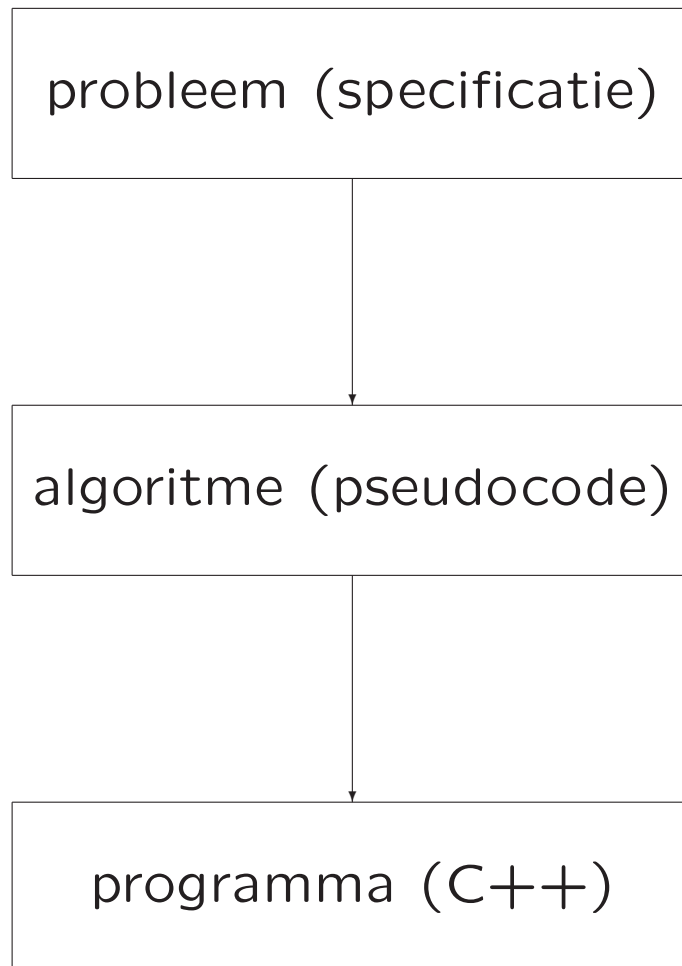 probleem (specificatie)
algoritme (pseudocode)
programma (C++)